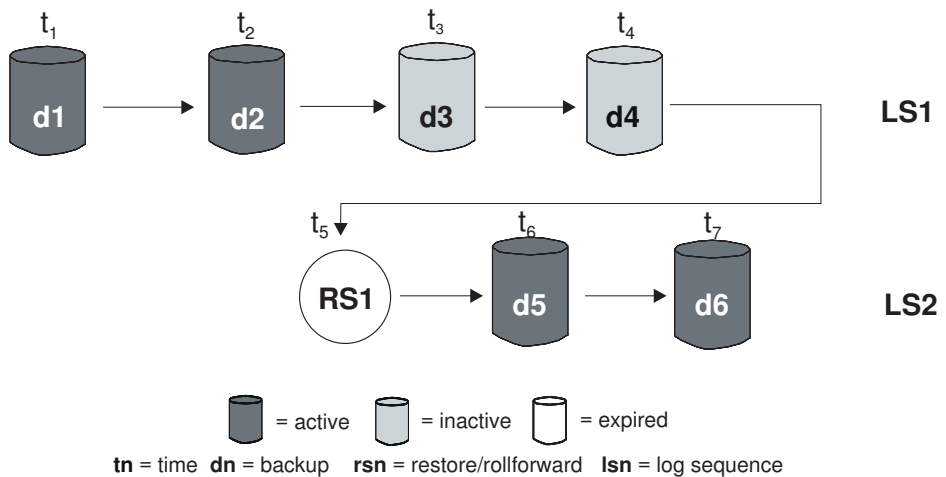 t1 t2 t3 t4
d1 d2 d3 d4 LS1
t5 t6 t7
RS1 d5 d6 LS2
= active = inactive = expired
tn = time dn = backup rsn = restore/rollforward lsn = log sequence